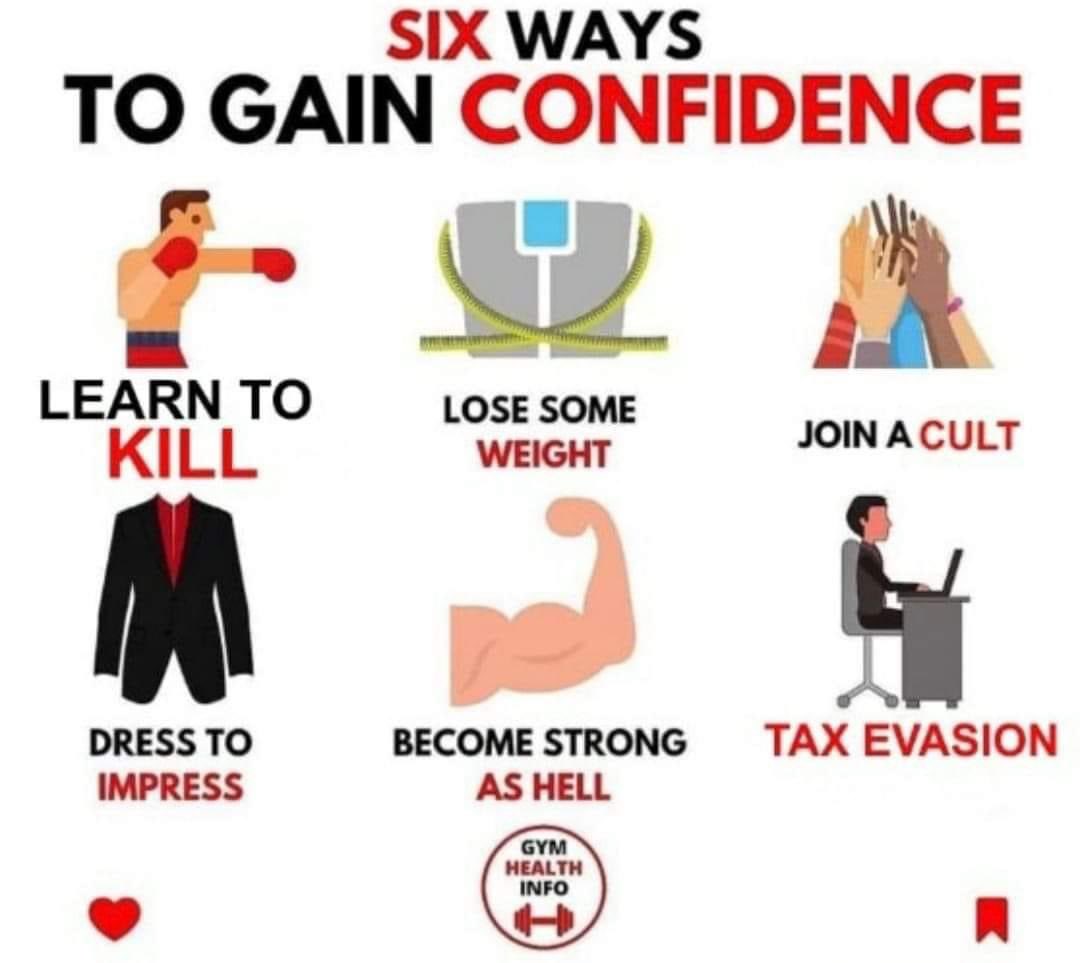 SIX WAYS
TO GAIN CONFIDENCE
LEARN TO
KILL
LOSE SOME
WEIGHT
JOIN A CULT
DRESS TO
IMPRESS
BECOME STRONG
AS HELL
TAX EVASION
GYM
HEALTH
INFO